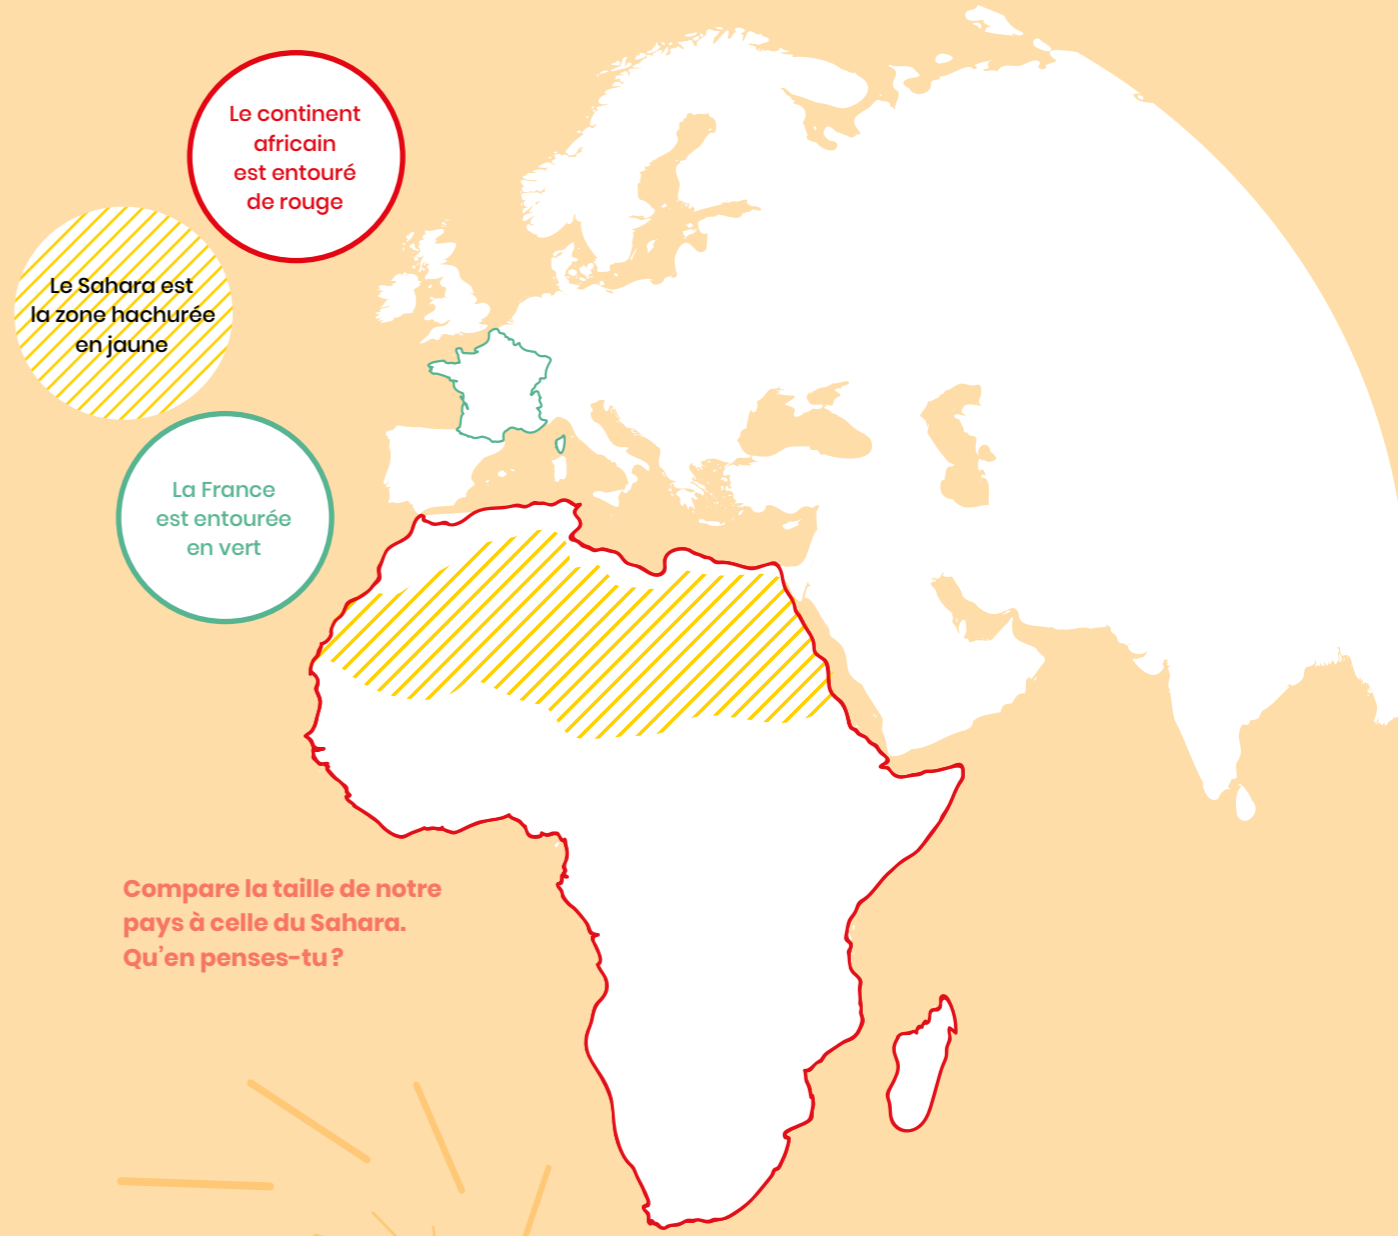 Le continent
africain
est entouré
de rouge
Le Sahara est
la zone hachurée
en jaune
La France
est entourée
en vert
Compare la taille de notre
pays à celle du Sahara.
Qu'en penses-tu ?